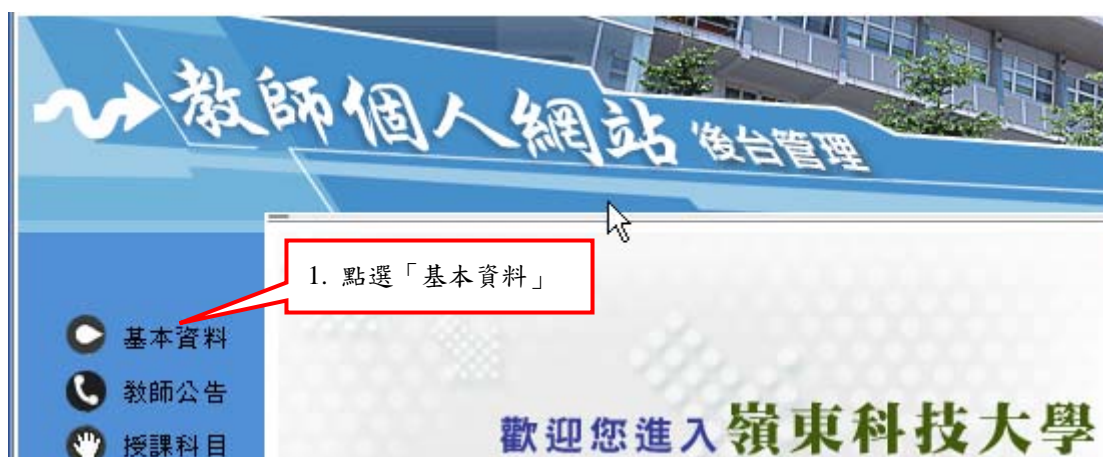 教師個人網站 後台管理
1. 點選「基本資料」
基本資料
教師公告
授課科目
歡迎您進入嶺東科技大學